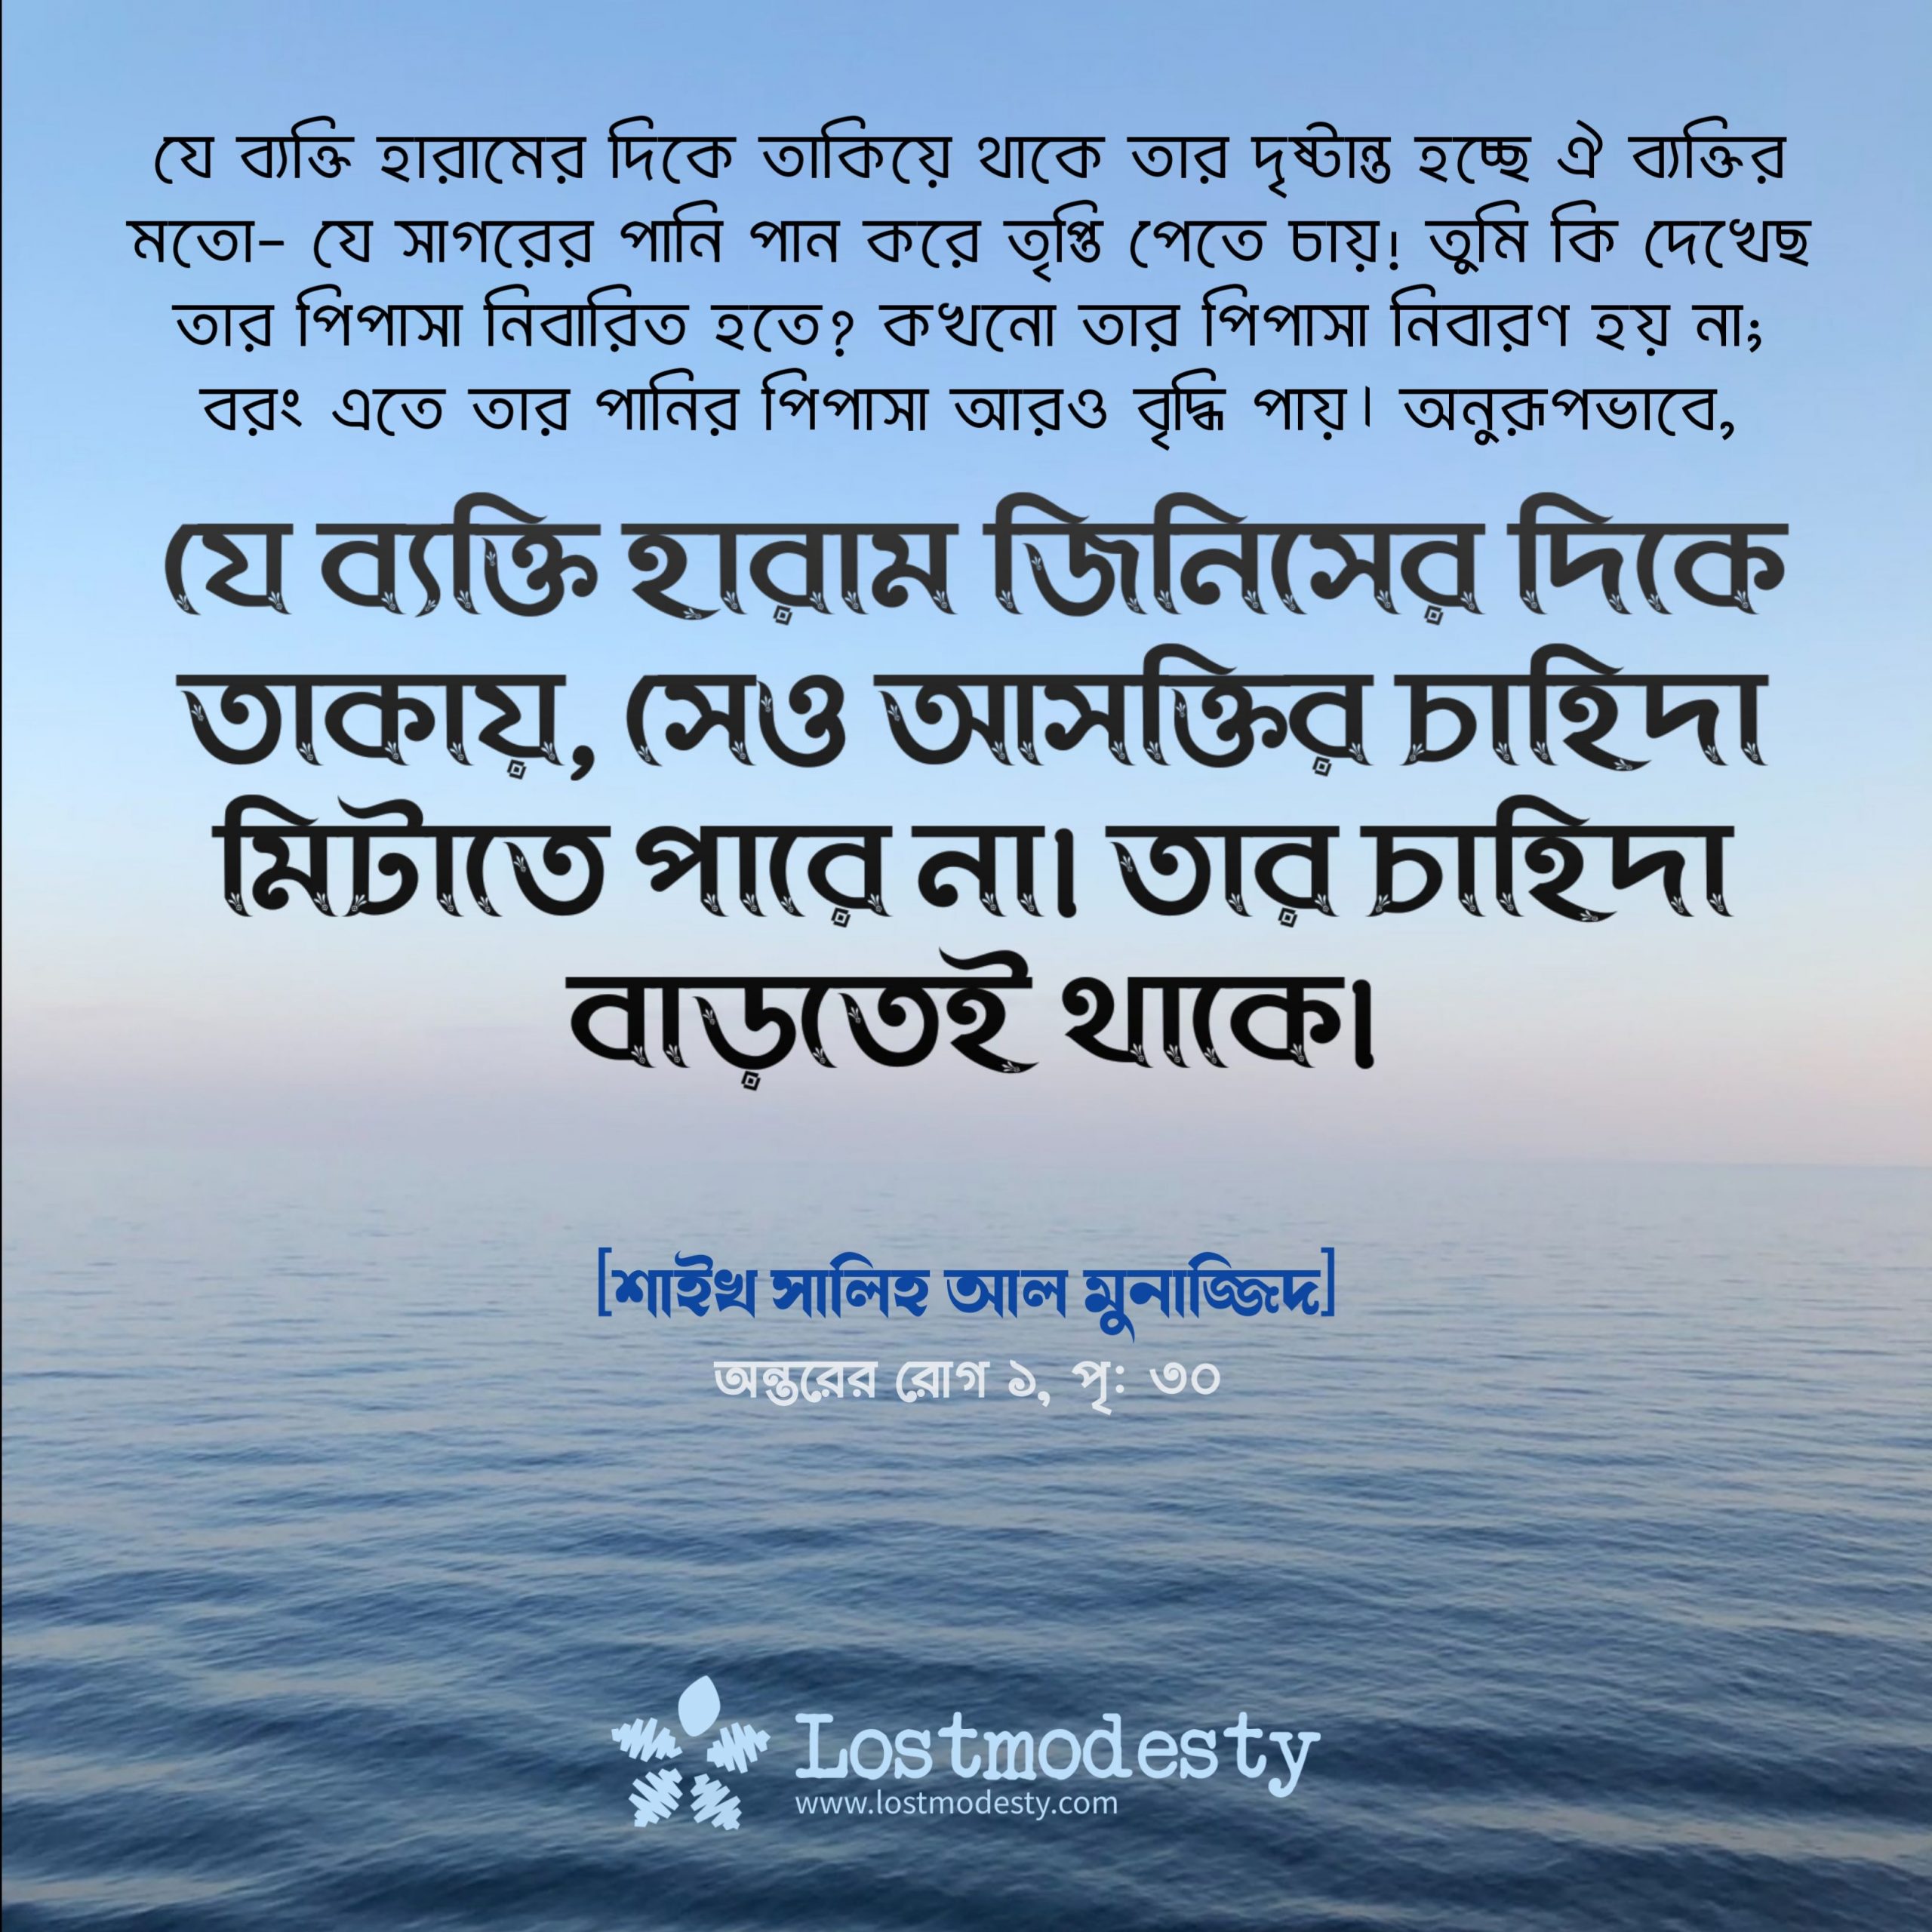 যে ব্যক্তি হারামের দিকে তাকিয়ে থাকে তার দৃষ্টান্ত হচ্ছে ঐ ব্যক্তির
মতো– যে সাগরের পানি পান করে তৃপ্তি পেতে চায়! তুমি কি দেখেছ
তার পিপাসা নিবারিত হতে? কখনো তার পিপাসা নিবারণ হয় না;
বরং এতে তার পানির পিপাসা আরও বৃদ্ধি পায়। অনুরূপভাবে,
যে ব্যক্তি হারাম জিনিসের দিকে
তাকায়, সেও আসক্তির চাহিদা
মিটাতে পারে না। তার চাহিদা
বাড়তেই থাকে।
[শাইখ সালিহ আল মুনাজ্জিদ]
অন্তরের রোগ ১, পৃ: ৩০
Lostmodesty
www.lostmodesty.com